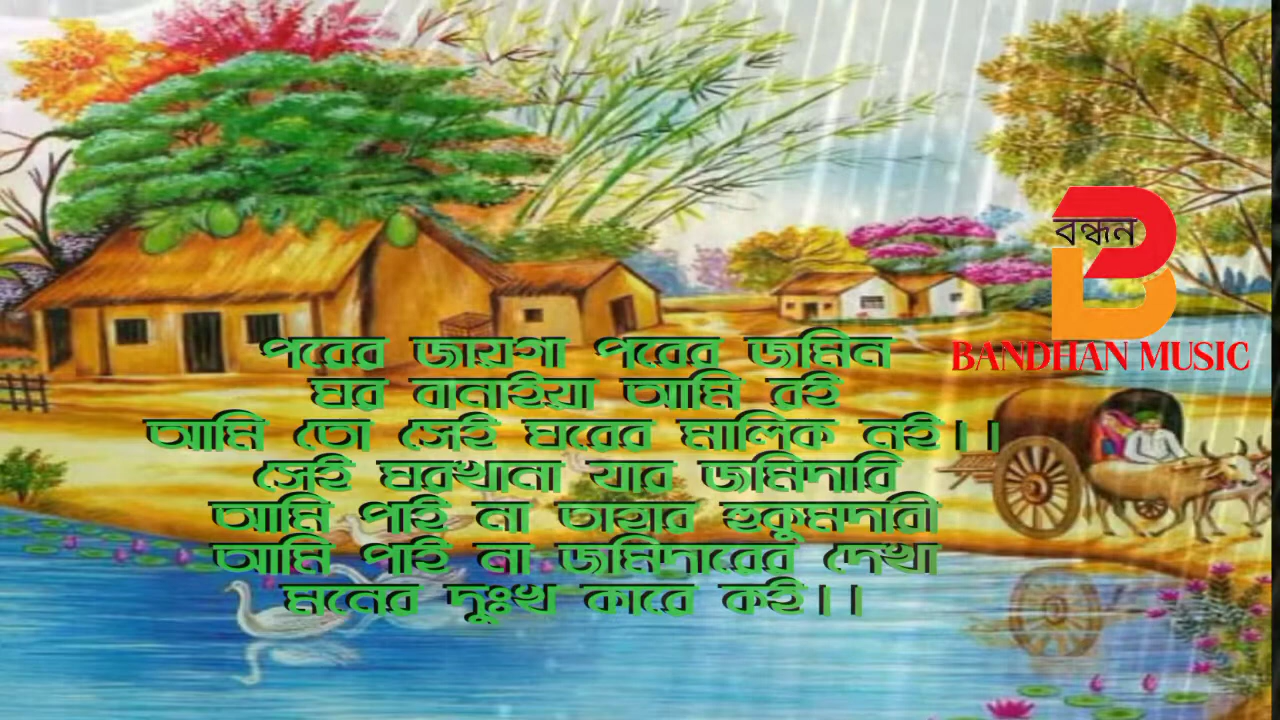 বন্ধন
BANDHAN MUSIC
পরের জায়গা পরের জমিন
ঘর বানাইয়া আমি রই
আমি তো সেই ঘরের মালিক নই।।
সেই ঘরখানা যার জমিদারি
আমি পাই না তাহার হুকুমদারী
আমি পাই না জমিদারের দেখা
মনের দুঃখ কারে কই।।